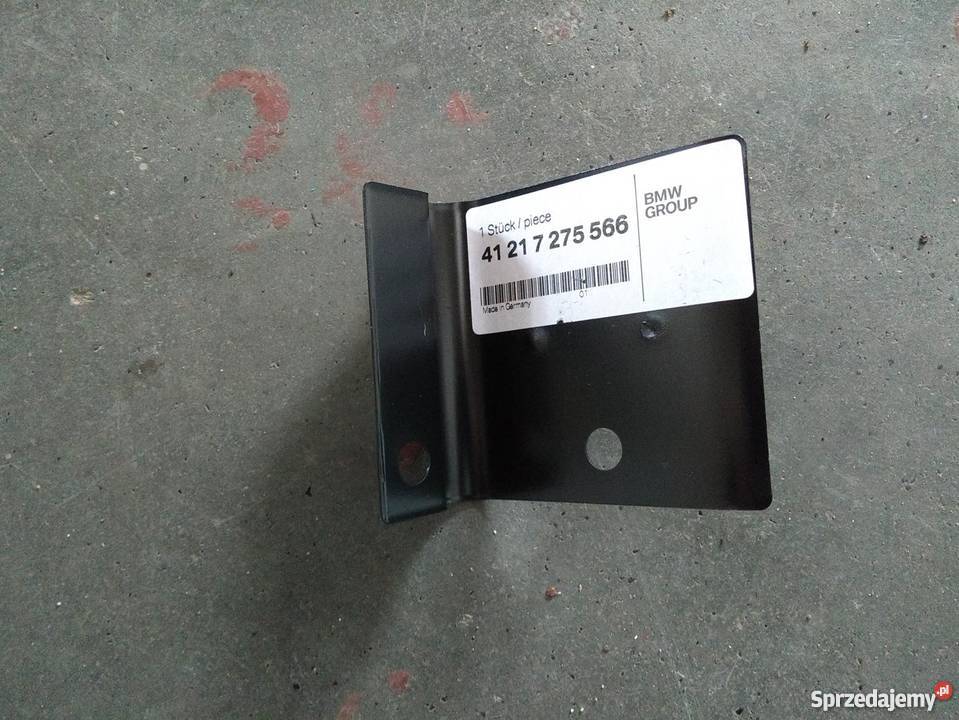 1 Stück / piece
41 21 7 275 566
01
Made in Germany
BMW
GROUP
Sprzedajemy.pl